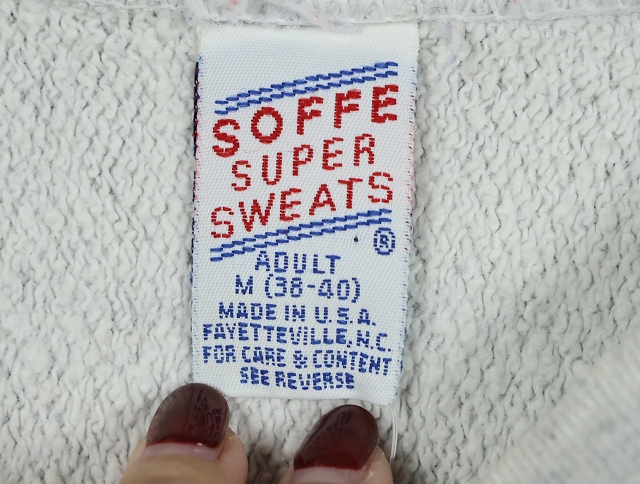 SOFFE
SUPER
SWEATS
®
ADULT
M (38-40)
MADE IN U.S.A.
FAYETTEVILLE, N.C.
FOR CARE & CONTENT
SEE REVERSE